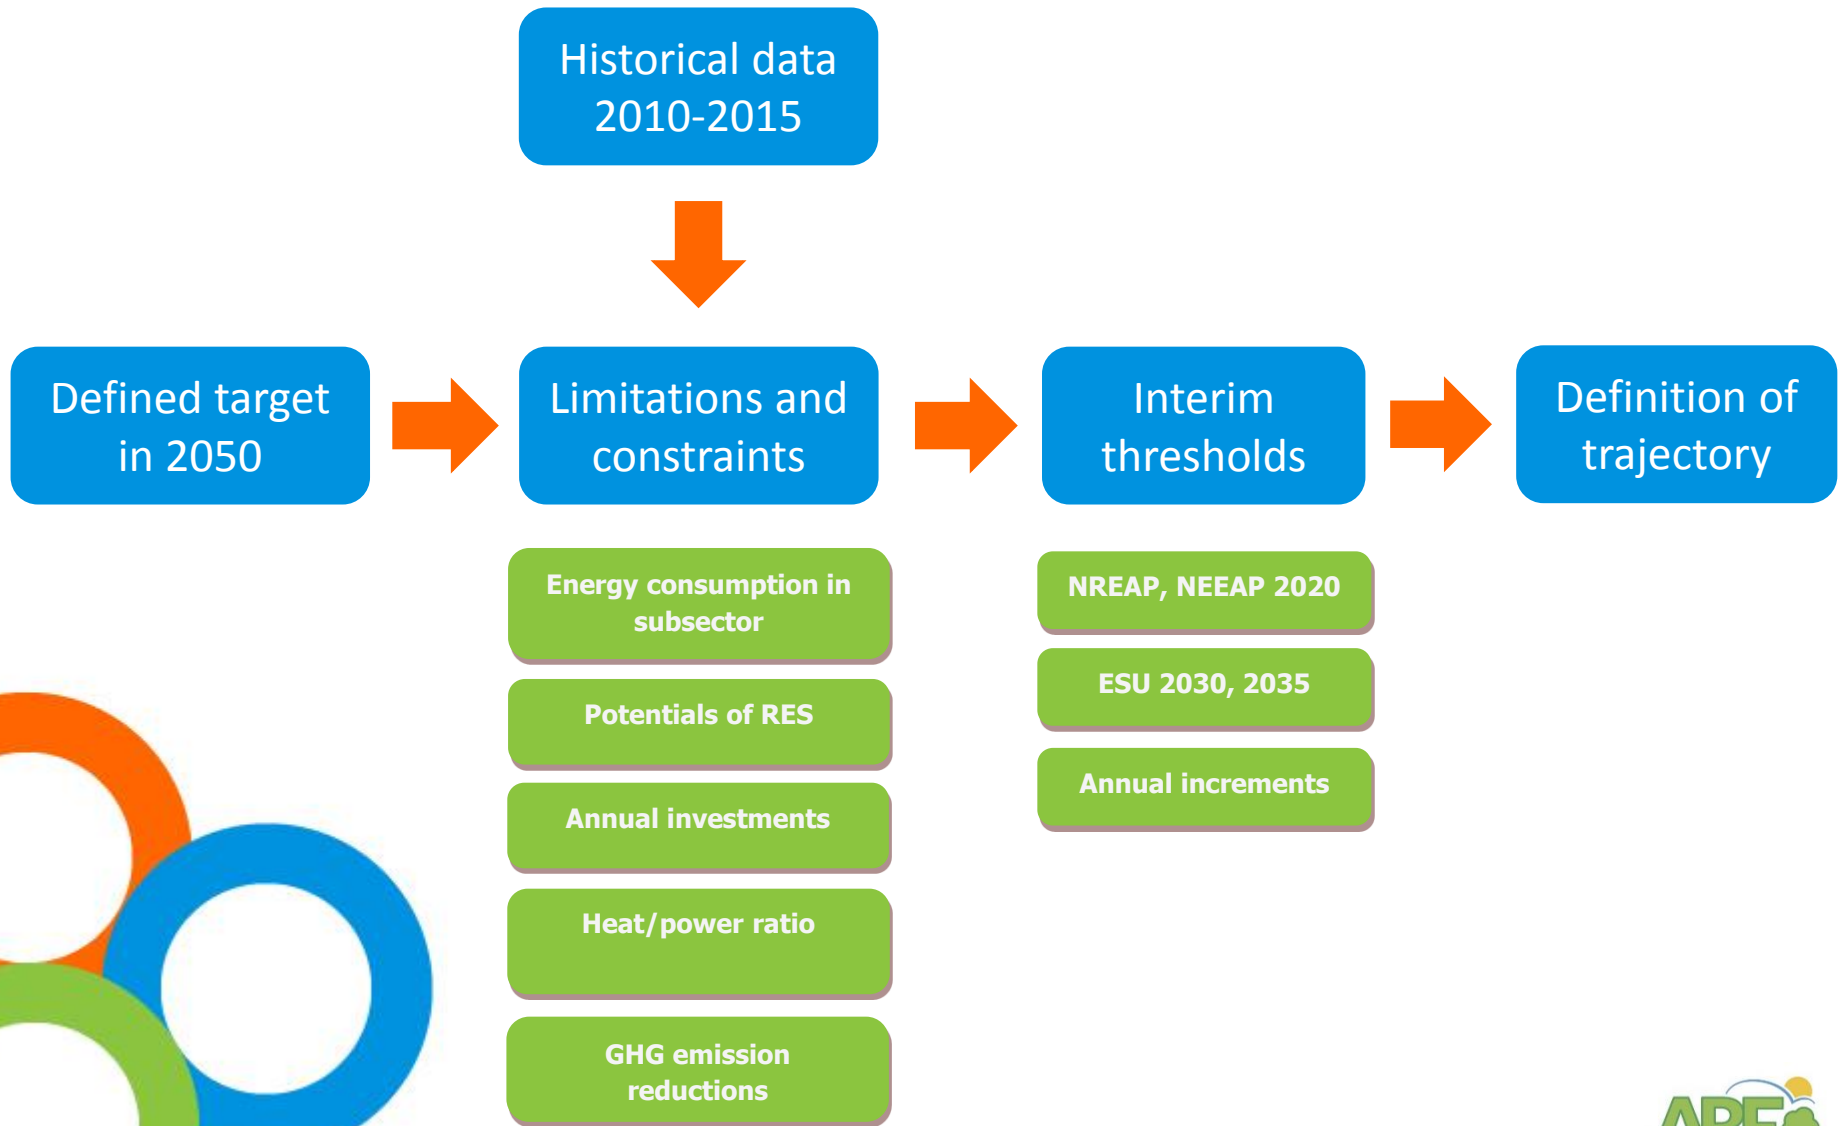 Historical data
2010-2015
Defined target
in 2050
Limitations and
constraints
Interim
thresholds
Definition of
trajectory
Energy consumption in
subsector
Potentials of RES
Annual investments
Heat/power ratio
GHG emission
reductions
NREAP, NEEAP 2020
ESU 2030, 2035
Annual increments